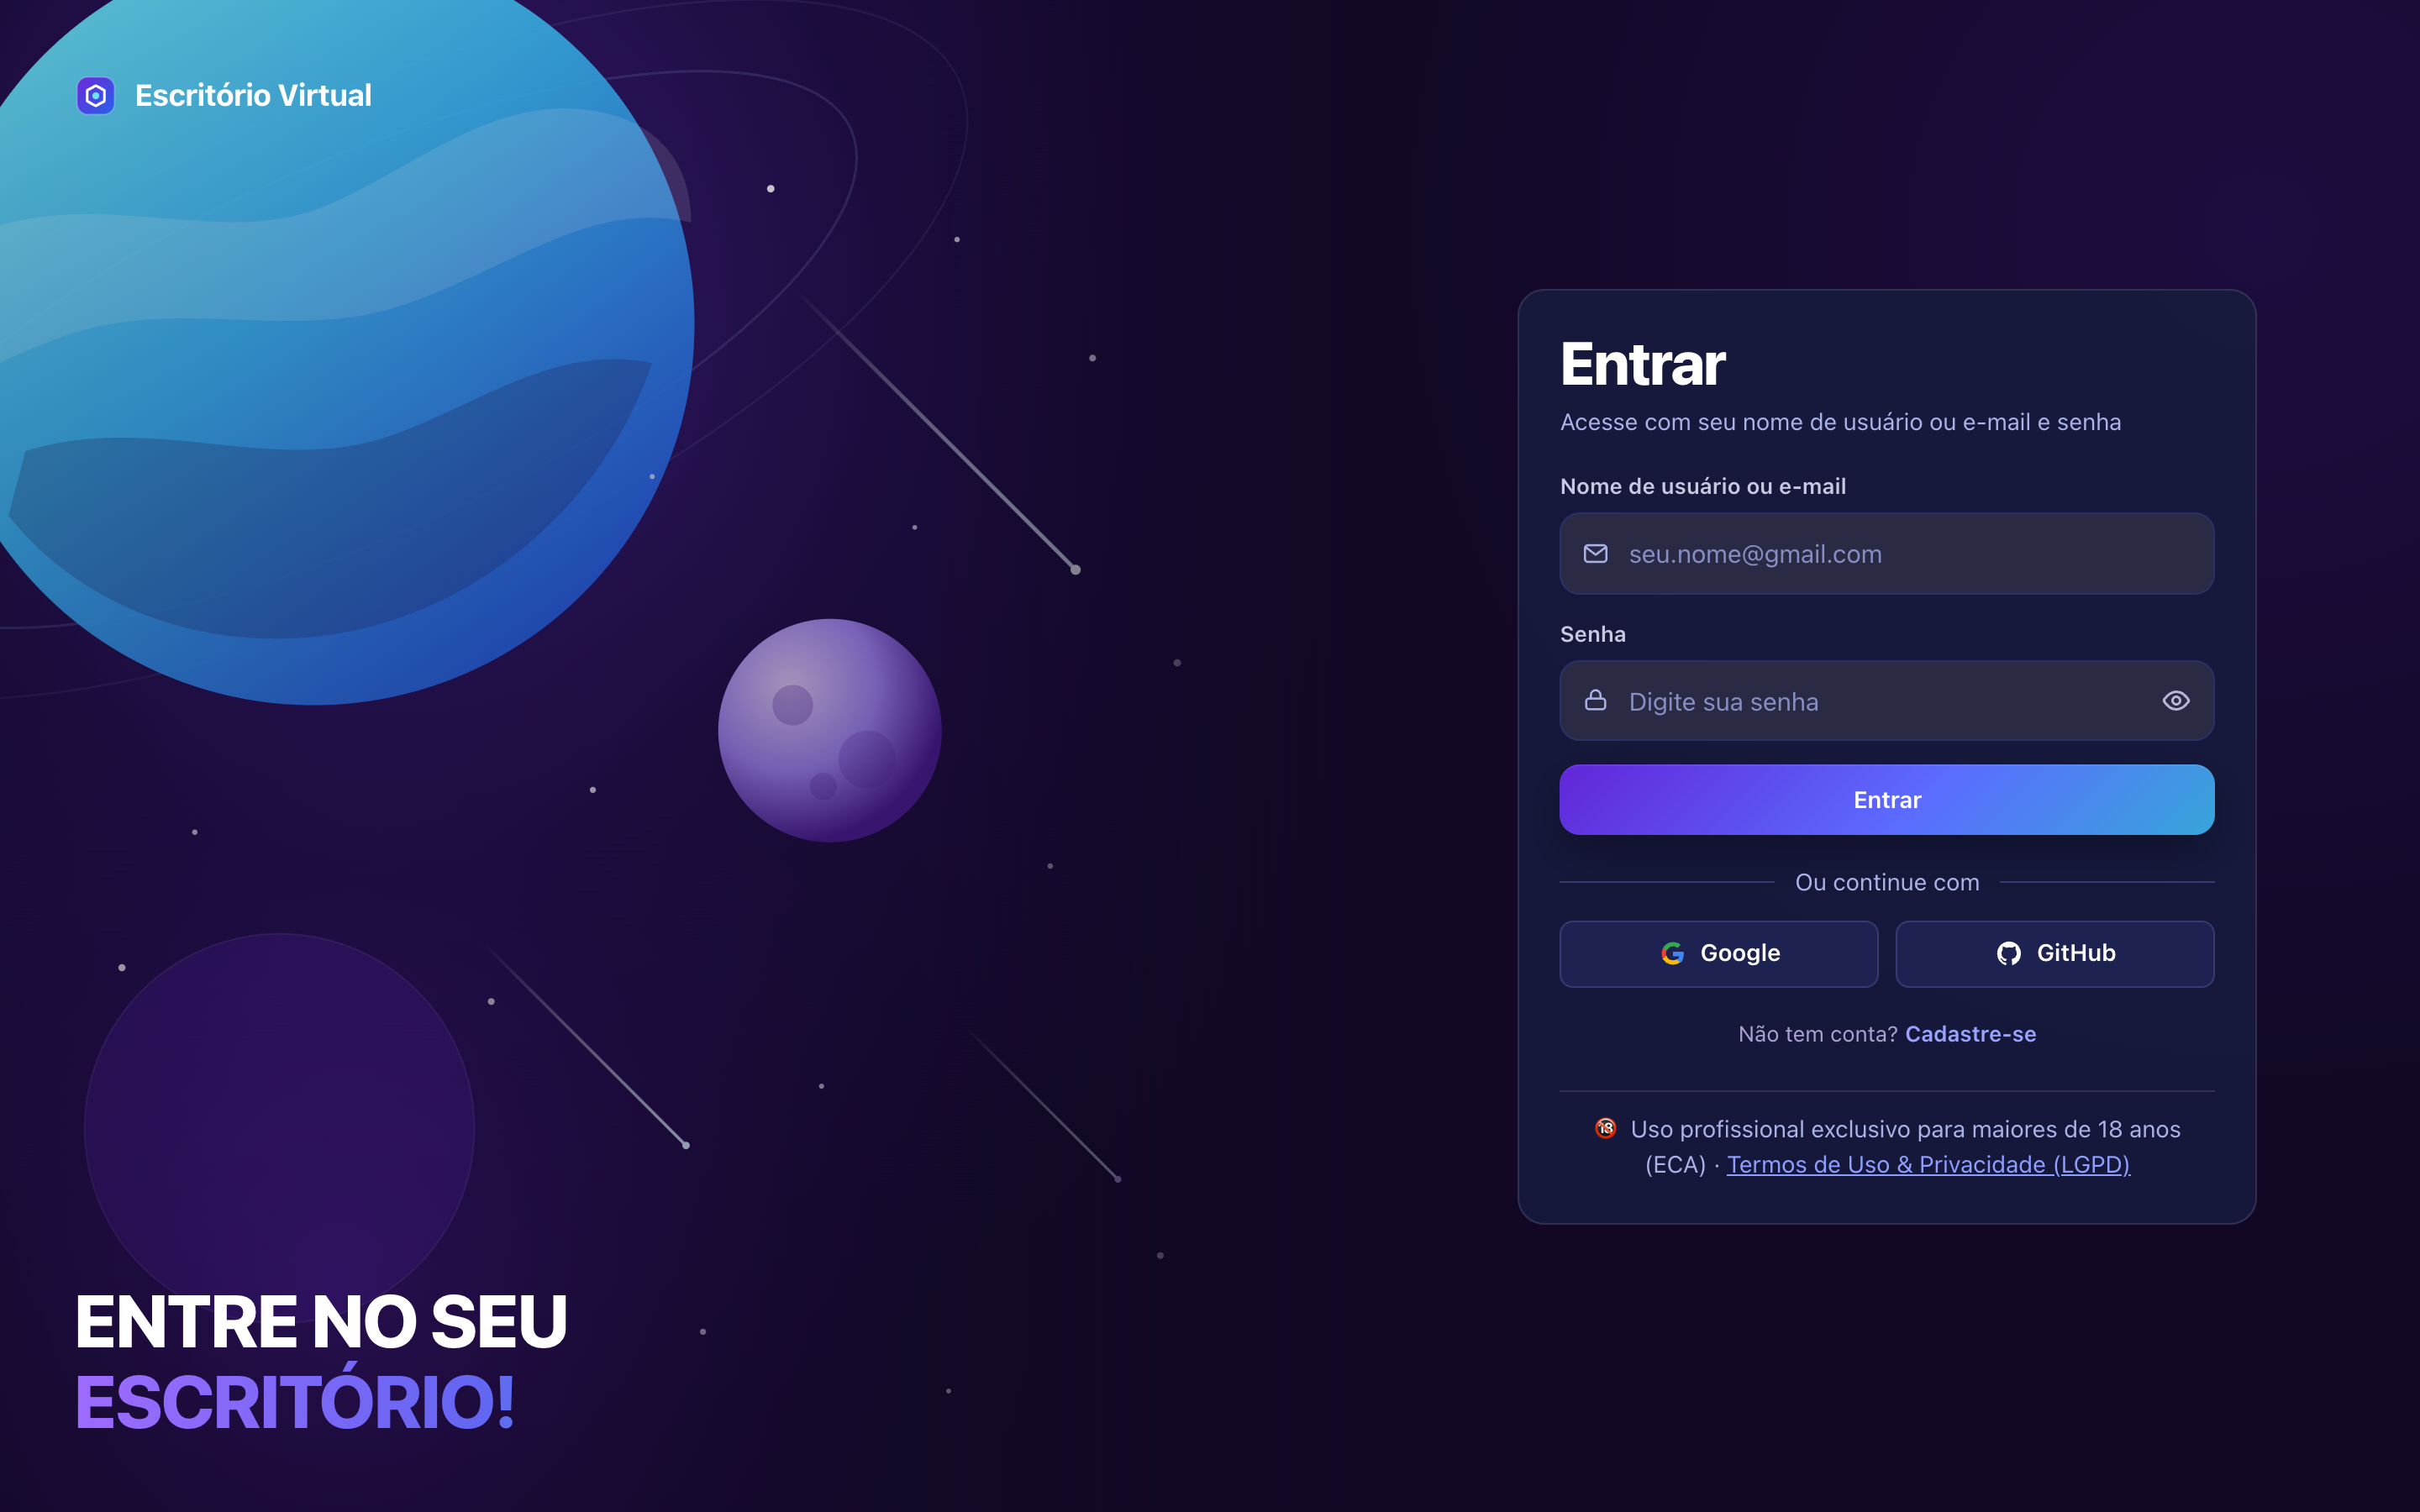 Escritório Virtual
ENTRE NO SEU
ESCRITÓRIO!
Entrar
Acesse com seu nome de usuário ou e-mail e senha
Nome de usuário ou e-mail
seu.nome@gmail.com
Senha
Digite sua senha
Entrar
Ou continue com
Google
GitHub
Não tem conta? Cadastre-se
🔞 Uso profissional exclusivo para maiores de 18 anos
(ECA) · Termos de Uso & Privacidade (LGPD)